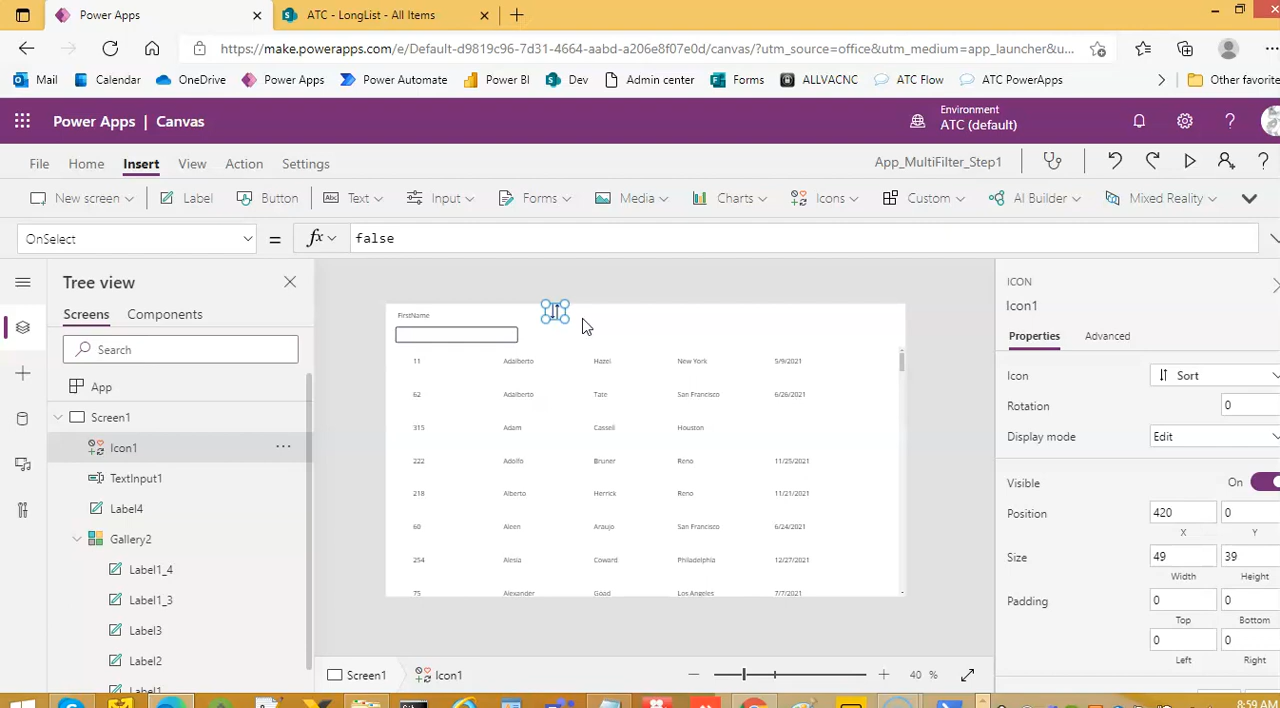 Power Apps
ATC - LongList - All Items
https://make.powerapps.com/e/Default-d9819c96-7d31-4664-aabd-a206e8f07e0d/canvas/?utm_source=office&utm_medium=app_launcher&u...
Mail
Calendar
OneDrive
Power Apps
Power Automate
Power BI
Dev
Admin center
Forms
ALLVACNC
ATC Flow
ATC PowerApps
Other favorite
Power Apps | Canvas
Environment
ATC (default)
File
Home
Insert
View
Action
Settings
App_MultiFilter_Step1
New screen
Label
Button
Text
Input
Forms
Media
Charts
Icons
Custom
AI Builder
Mixed Reality
OnSelect
=
fx
false
Tree view
Screens
Components
Search
App
Screen1
Icon1
TextInput1
Label4
Gallery2
Label1_4
Label1_3
Label3
Label2
Label1
FirstName
11 Adalberto Hazel New York 5/9/2021
62 Adalberto Tate San Francisco 6/26/2021
315 Adam Cassell Houston
222 Adolfo Bruner Reno 11/25/2021
218 Alberto Herrick Reno 11/21/2021
60 Aleen Araujo San Francisco 6/24/2021
254 Alesia Coward Philadelphia 12/27/2021
75 Alexander Goad Los Angeles 7/7/2021
ICON
Icon1
Properties
Advanced
Icon Sort
Rotation 0
Display mode Edit
Visible On
Position 420 0
X Y
Size 49 39
Width Height
Padding 0 0
Top Bottom
0 0
Left Right
Screen1
Icon1
40 %
8:59 AM